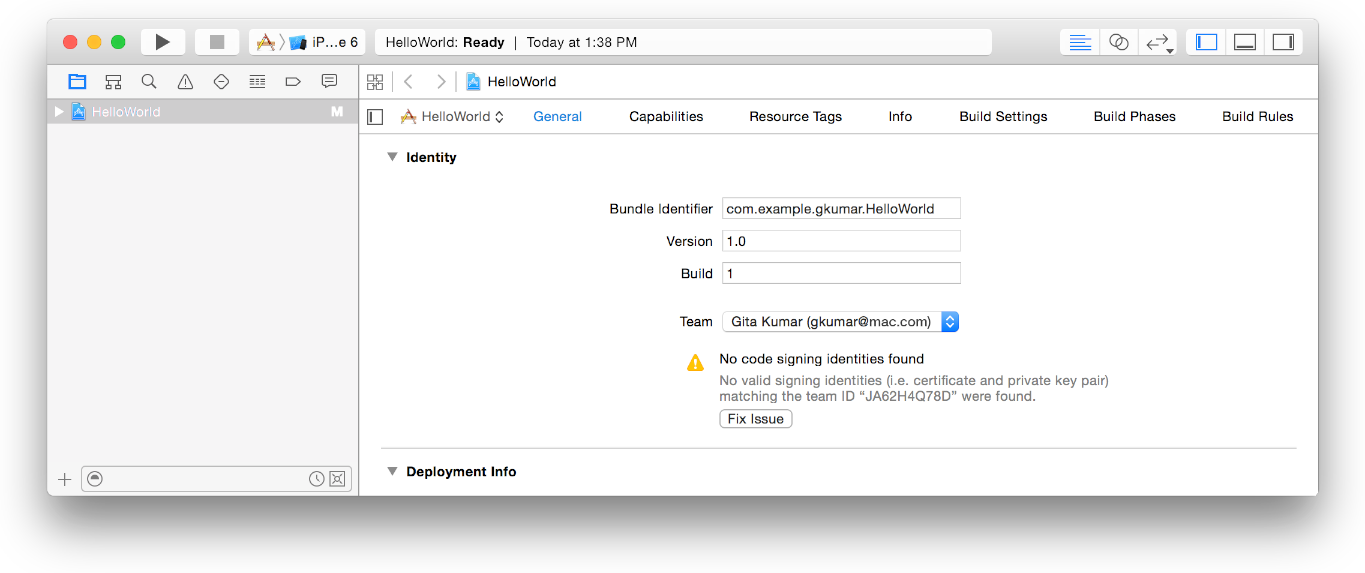 iP...e 6
HelloWorld: Ready | Today at 1:38 PM
HelloWorld
HelloWorld M
HelloWorld General Capabilities Resource Tags Info Build Settings Build Phases Build Rules
Identity
Bundle Identifier com.example.gkumar.HelloWorld
Version 1.0
Build 1
Team Gita Kumar (gkumar@mac.com)
No code signing identities found
No valid signing identities (i.e. certificate and private key pair)
matching the team ID “JA62H4Q78D” were found.
Fix Issue
Deployment Info